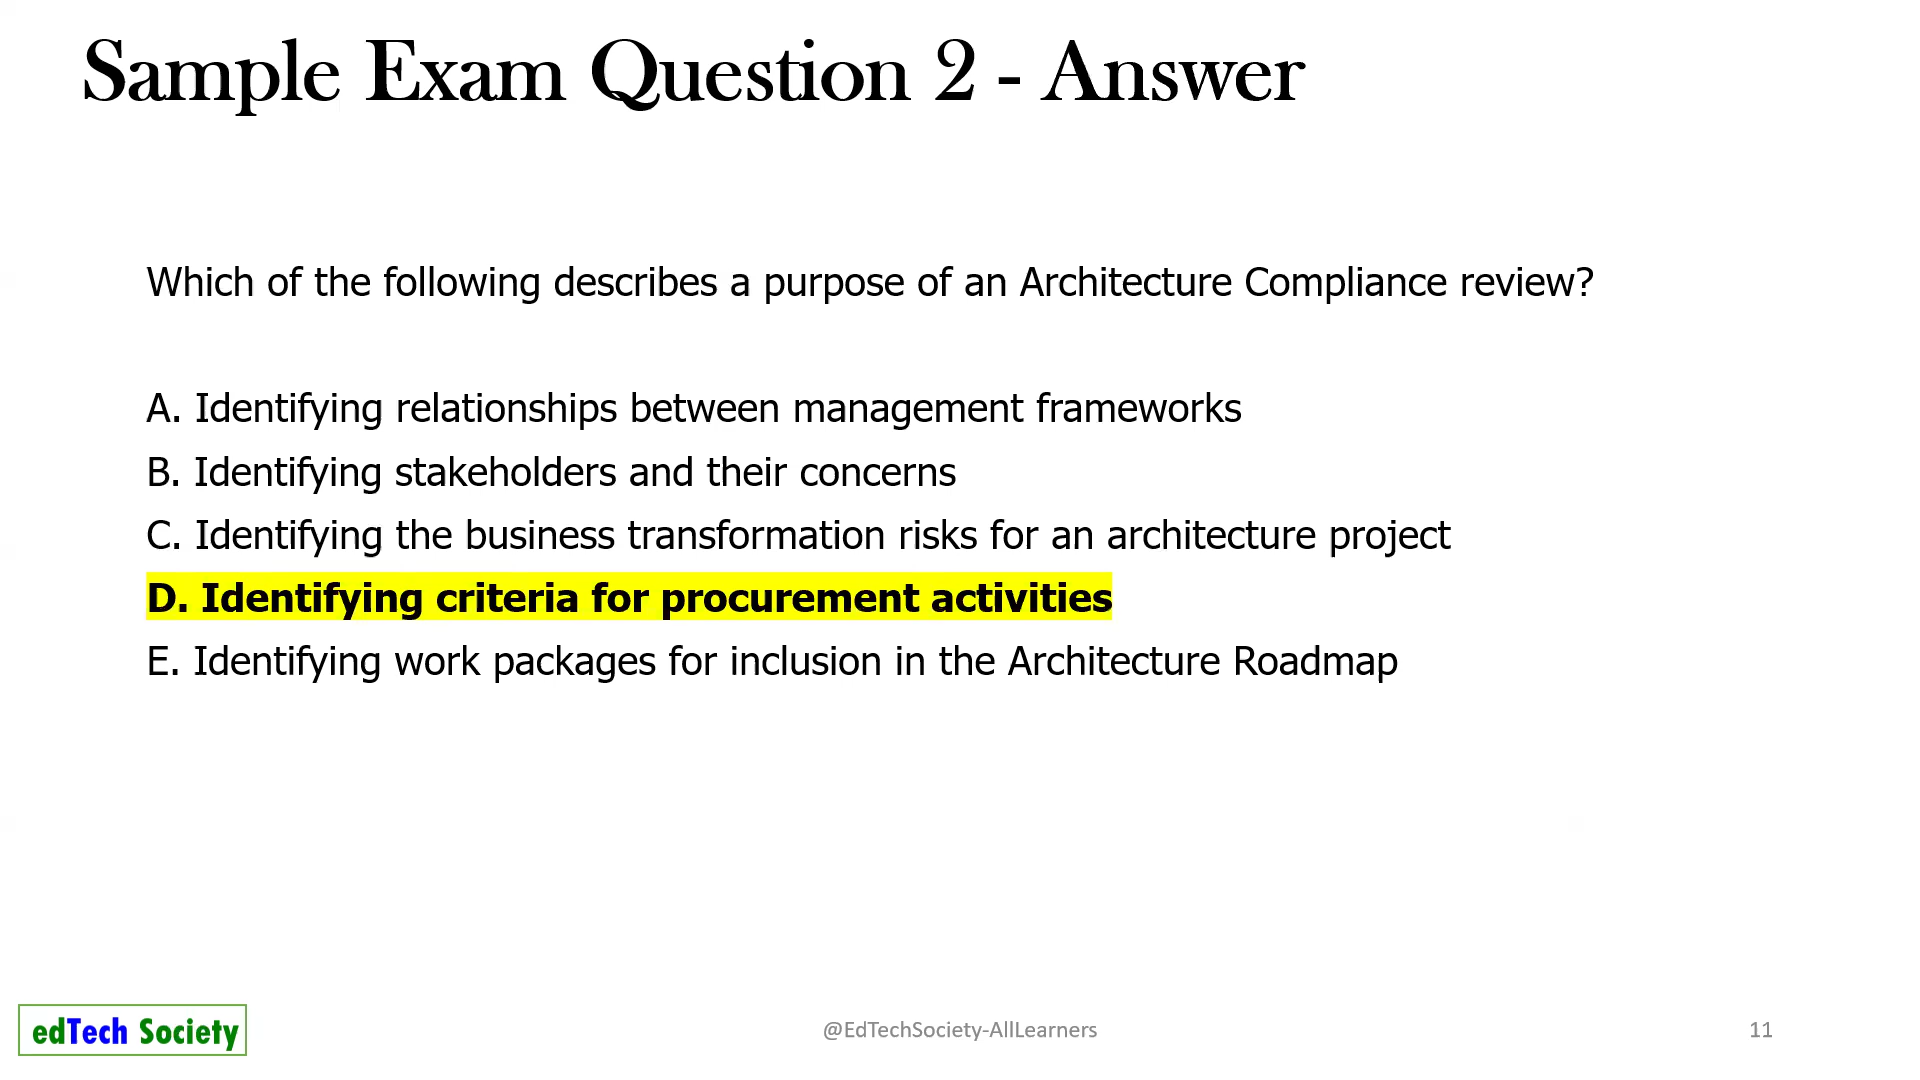 Sample Exam Question 2 - Answer
Which of the following describes a purpose of an Architecture Compliance review?
A. Identifying relationships between management frameworks
B. Identifying stakeholders and their concerns
C. Identifying the business transformation risks for an architecture project
D. Identifying criteria for procurement activities
E. Identifying work packages for inclusion in the Architecture Roadmap
edTech Society
@EdTechSociety-AllLearners
11